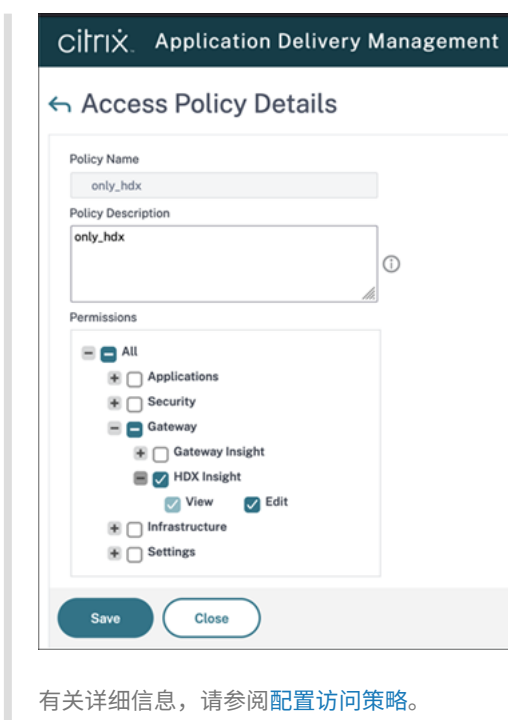 citrix. Application Delivery Management
Access Policy Details
Policy Name
only_hdx
Policy Description
only_hdx
Permissions
All
Applications
Security
Gateway
Gateway Insight
HDX Insight
View Edit
Infrastructure
Settings
Save Close
有关详细信息，请参阅配置访问策略。